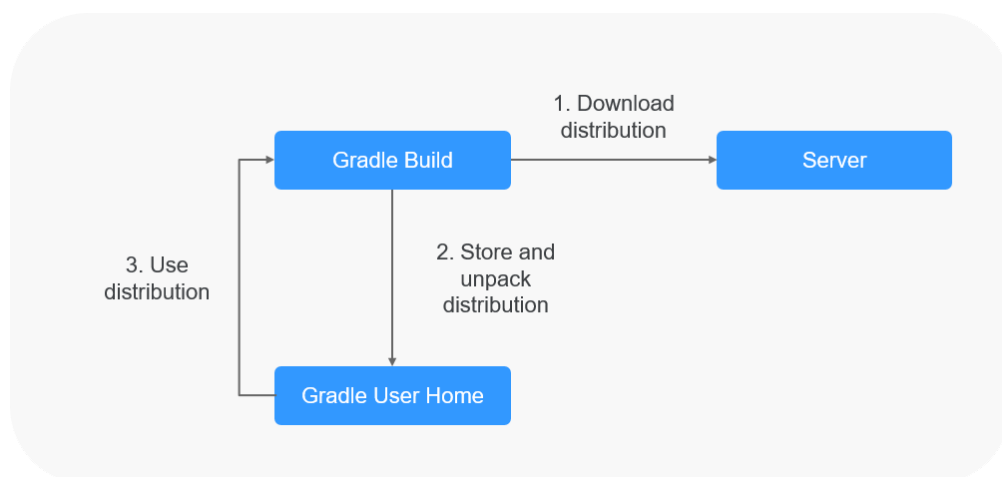 1. Download
distribution
Gradle Build
Server
3. Use
distribution
2. Store and
unpack
distribution
Gradle User Home